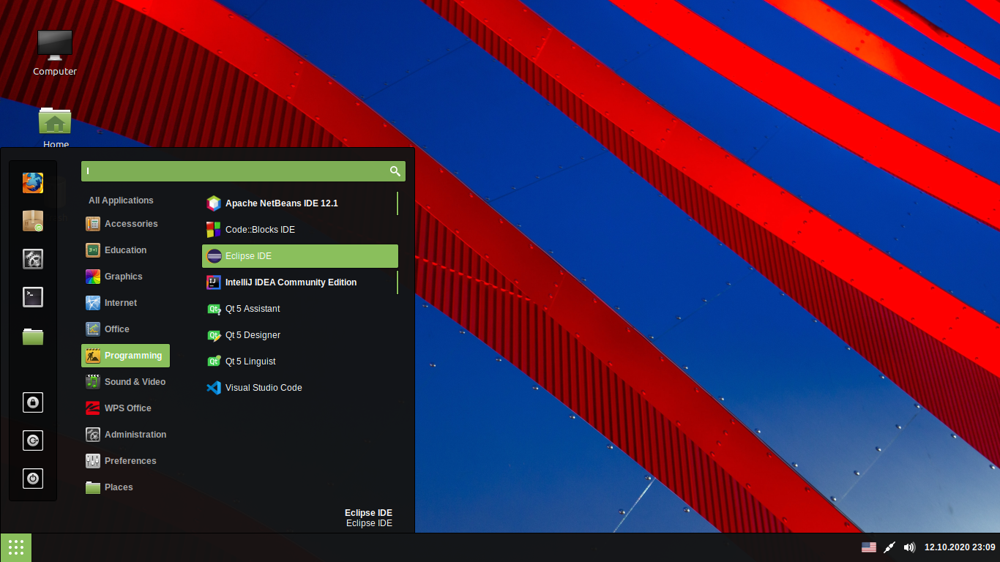 Computer
Home
All Applications
Accessories
Education
Graphics
Internet
Office
Programming
Sound & Video
WPS Office
Administration
Preferences
Places
Apache NetBeans IDE 12.1
Code::Blocks IDE
Eclipse IDE
IntelliJ IDEA Community Edition
Qt 5 Assistant
Qt 5 Designer
Qt 5 Linguist
Visual Studio Code
Eclipse IDE
Eclipse IDE
12.10.2020 23:09